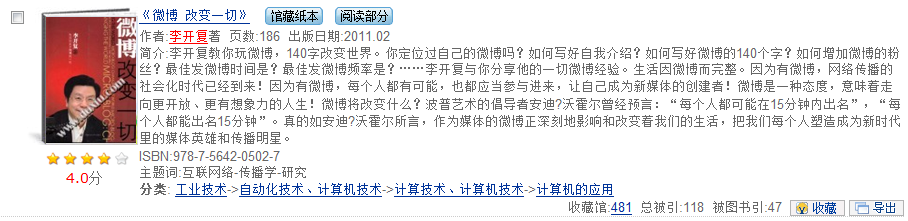 《微博 改变一切》 馆藏纸本 阅读部分
作者:李开复著 页数:186 出版日期:2011.02
简介:李开复教你玩微博，140字改变世界。你定位过自己的微博吗？如何写好自我介绍？如何写好微博的140个字？如何增加微博的粉
丝？最佳发微博时间是？最佳发微博频率是？……李开复与你分享他的一切微博经验。生活因微博而完整。因为有微博，网络传播的
社会化时代已经到来！因为有微博，每个人都有可能，也都应当参与进来，让自己成为新媒体的创建者！微博是一种态度，意味着走
向更开放、更有想象力的人生！微博将改变什么？波普艺术的倡导者安迪?沃霍尔曾经预言：“每个人都可能在15分钟内出名”，“每
个人都能出名15分钟”。真的如安迪?沃霍尔所言，作为媒体的微博正深刻地影响和改变着我们的生活，把我们每个人塑造成为新时代
里的媒体英雄和传播明星。
ISBN:978-7-5642-0502-7
主题词:互联网络-传播学-研究
分类: 工业技术->自动化技术、计算机技术->计算技术、计算机技术->计算机的应用
收藏馆:481 总被引:118 被图书引:47 收藏 导出
李开复
微博改变一切
www.duxiu.com
4.0分